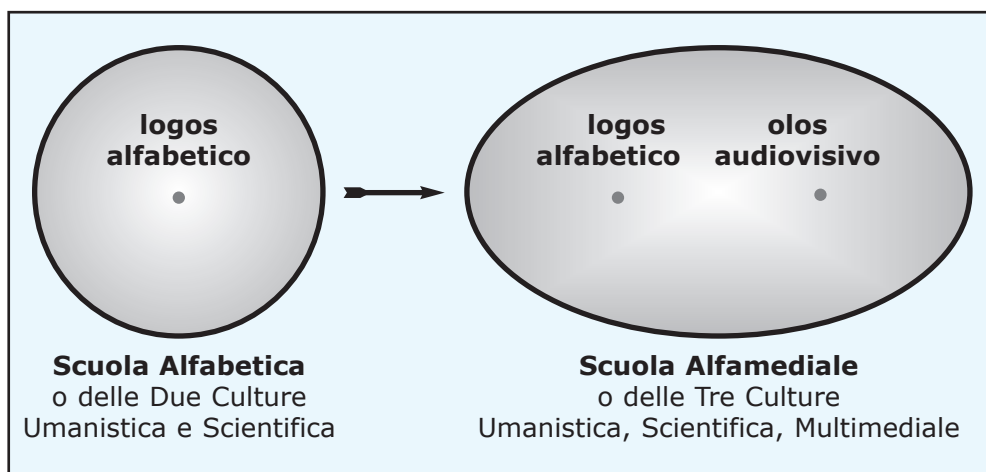 logos
alfabetico
logos
alfabetico
olos
audiovisivo
Scuola Alfabetica
o delle Due Culture
Umanistica e Scientifica
Scuola Alfamediale
o delle Tre Culture
Umanistica, Scientifica, Multimediale